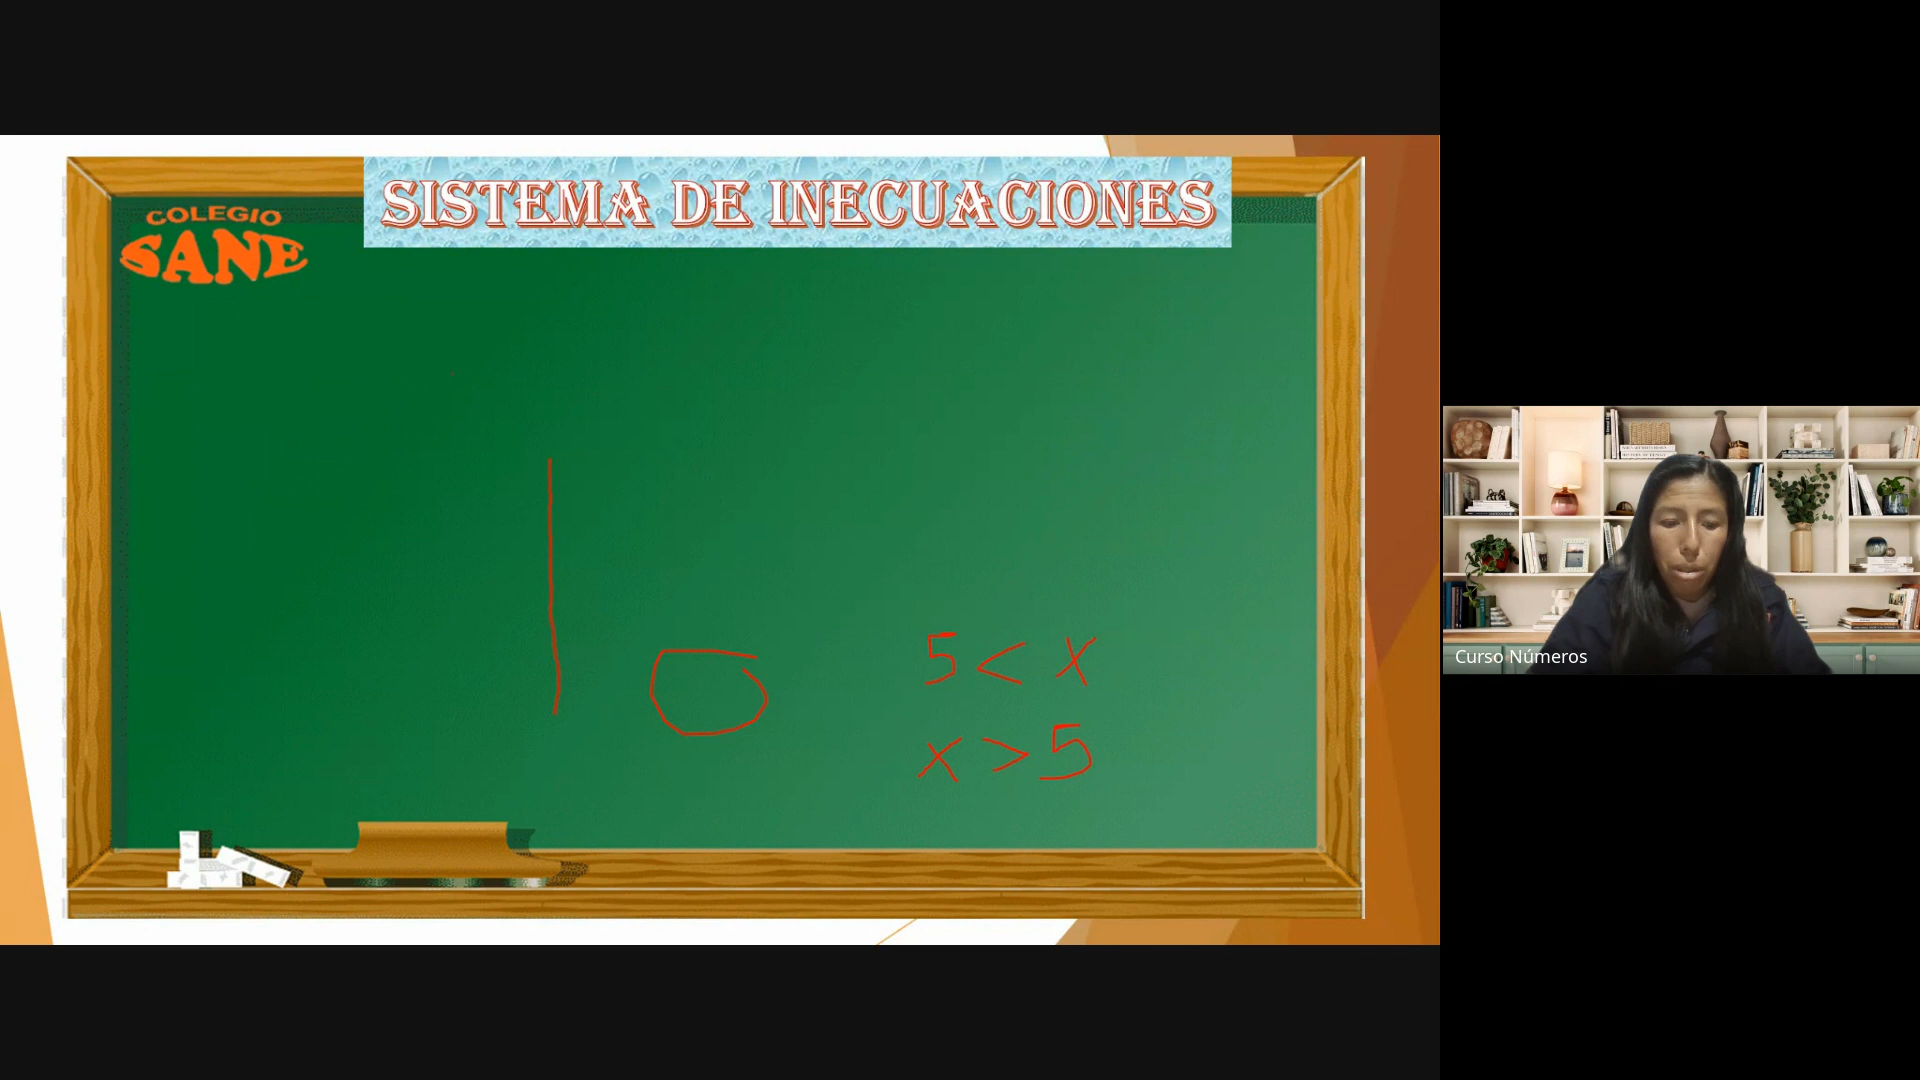 SISTEMA DE INECUACIONES
COLEGIO
SANE
5 < x
x > 5
Curso Números